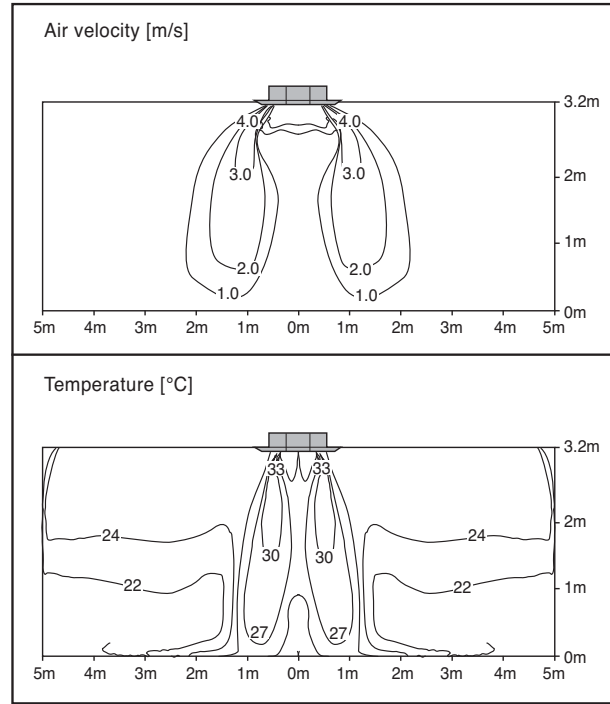 Air velocity [m/s]
3.2m
4.0 4.0
3.0 3.0
2m
1m
2.0 2.0
1.0 1.0
0m
5m 4m 3m 2m 1m 0m 1m 2m 3m 4m 5m
Temperature [°C]
3.2m
33 33
24 30 30 24
2m
22 22
1m
27 27
0m
5m 4m 3m 2m 1m 0m 1m 2m 3m 4m 5m